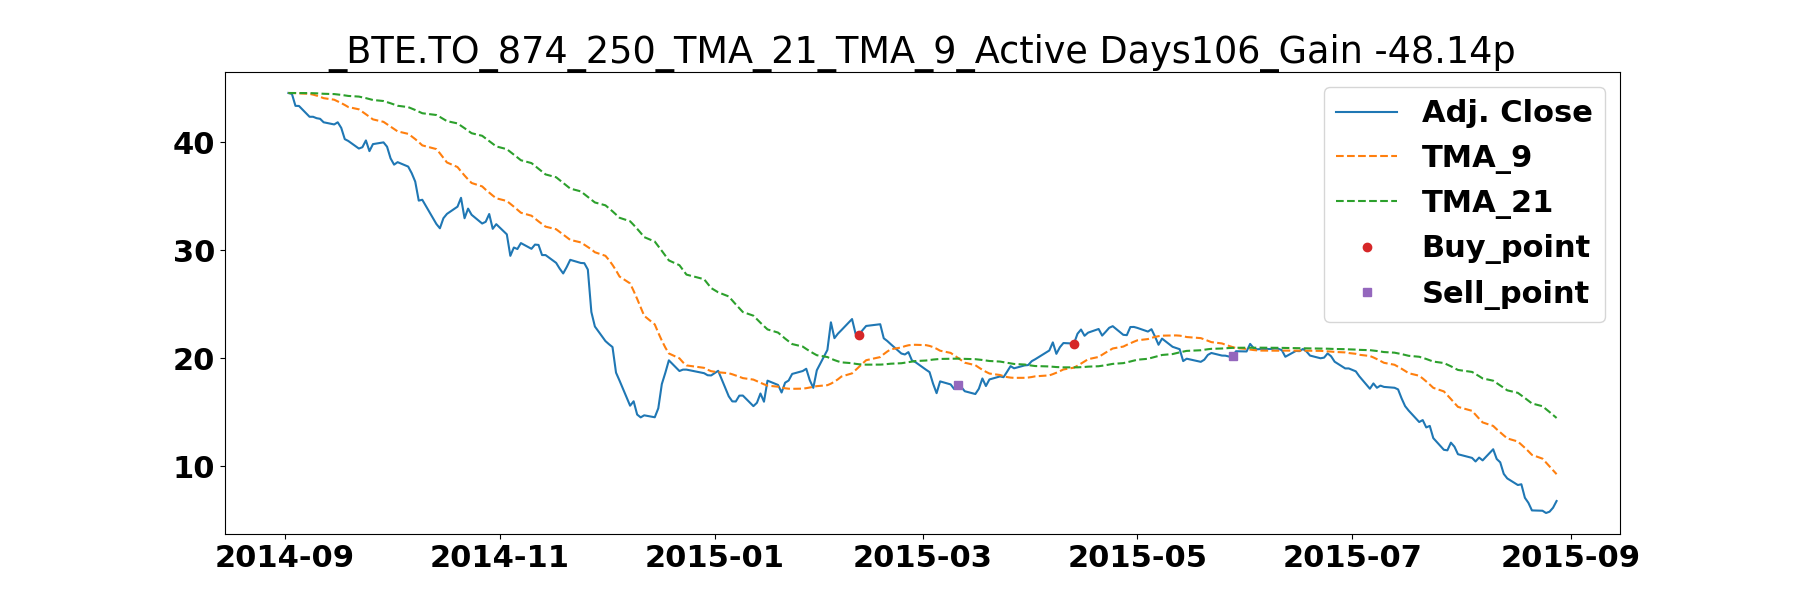 _BTE.TO_874_250_TMA_21_TMA_9_Active Days106_Gain -48.14p
Adj. Close
TMA_9
TMA_21
Buy_point
Sell_point
40
30
20
10
2014-09 2014-11 2015-01 2015-03 2015-05 2015-07 2015-09